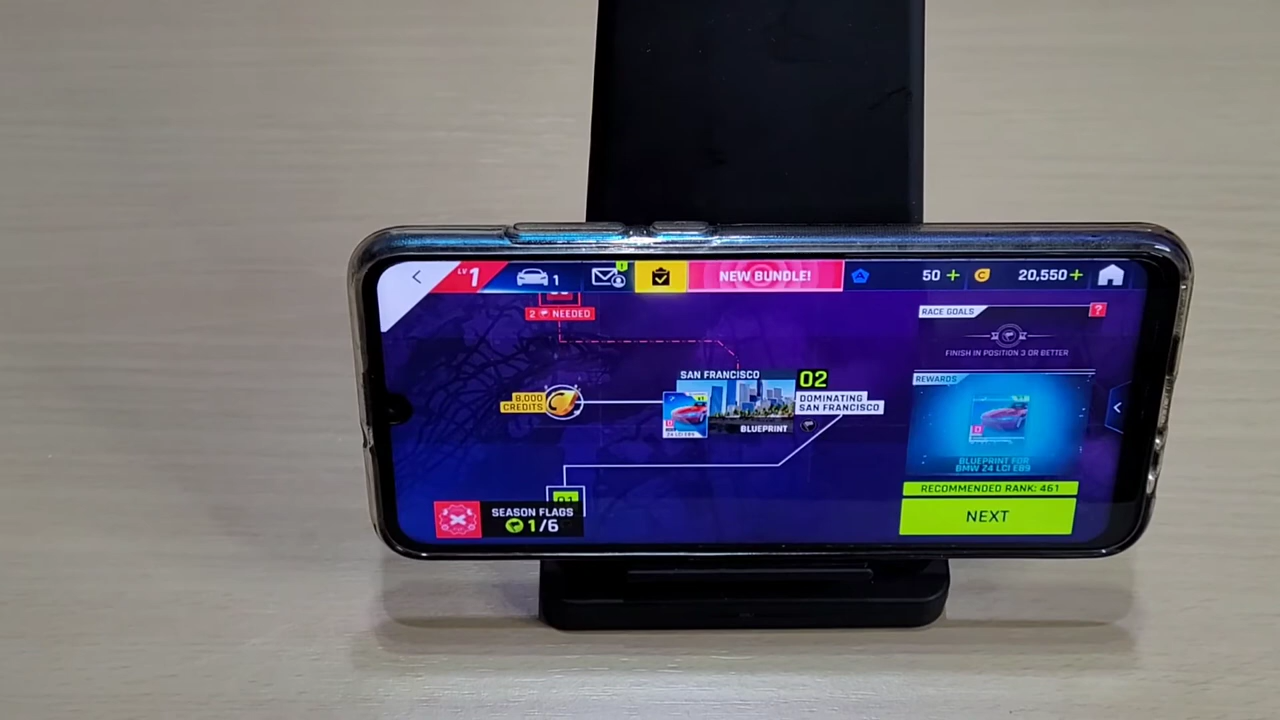 LV 1
1
1
NEW BUNDLE!
50 +
20,550 +
2 NEEDED
8,000
CREDITS
SAN FRANCISCO
02
DOMINATING
SAN FRANCISCO
BLUEPRINT
SEASON FLAGS
1/6
RACE GOALS
?
FINISH IN POSITION 3 OR BETTER
REWARDS
BLUEPRINT FOR
BMW Z4 LCI E89
RECOMMENDED RANK: 461
NEXT